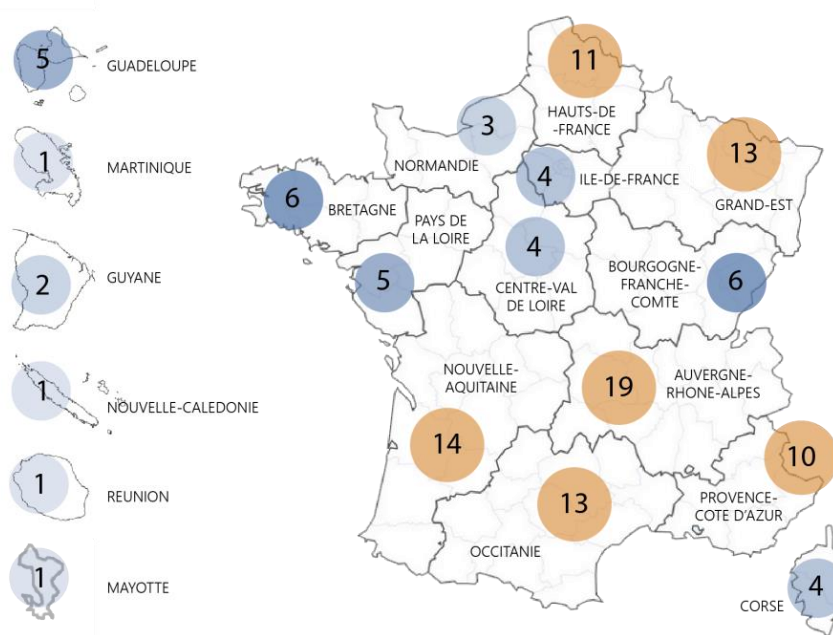 5
GUADELOUPE
1
MARTINIQUE
2
GUYANE
1
NOUVELLE-CALEDONIE
1
REUNION
1
MAYOTTE
11
HAUTS-DE
-FRANCE
3
NORMANDIE
4
ILE-DE-FRANCE
13
GRAND-EST
6
BRETAGNE
PAYS DE
LA LOIRE
5
4
CENTRE-VAL
DE LOIRE
BOURGOGNE-
FRANCHE-
COMTE
6
NOUVELLE-
AQUITAINE
14
19
AUVERGNE-
RHONE-ALPES
13
OCCITANIE
10
PROVENCE-
COTE D'AZUR
4
CORSE